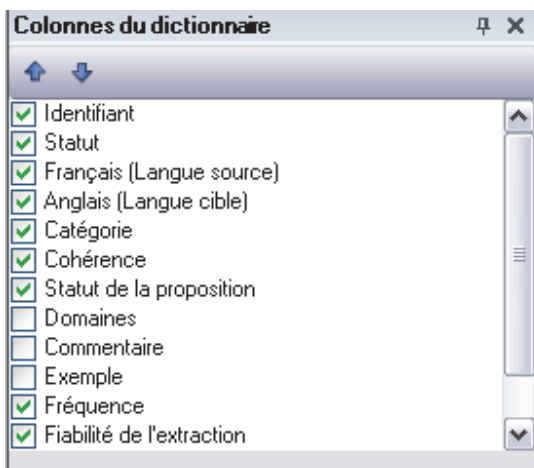 Colonnes du dictionnaire
Identifiant
Statut
Français (Langue source)
Anglais (Langue cible)
Catégorie
Cohérence
Statut de la proposition
Domaines
Commentaire
Exemple
Fréquence
Fiabilité de l'extraction